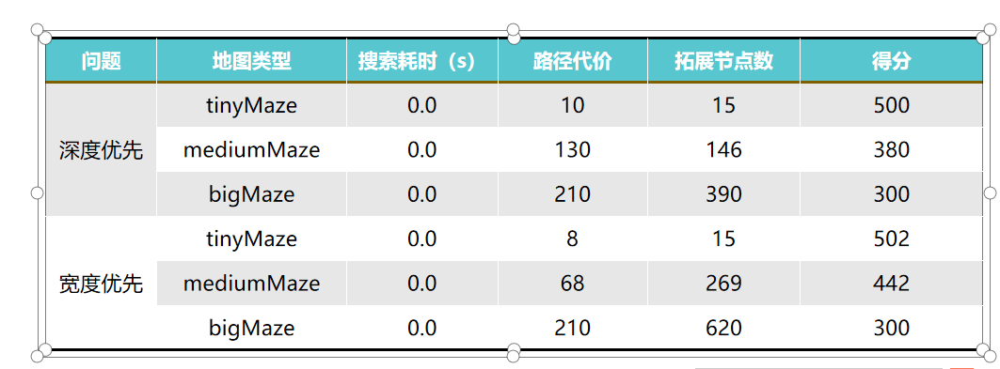 问题 地图类型 搜索耗时（s） 路径代价 拓展节点数 得分
深度优先 tinyMaze 0.0 10 15 500
mediumMaze 0.0 130 146 380
bigMaze 0.0 210 390 300
宽度优先 tinyMaze 0.0 8 15 502
mediumMaze 0.0 68 269 442
bigMaze 0.0 210 620 300